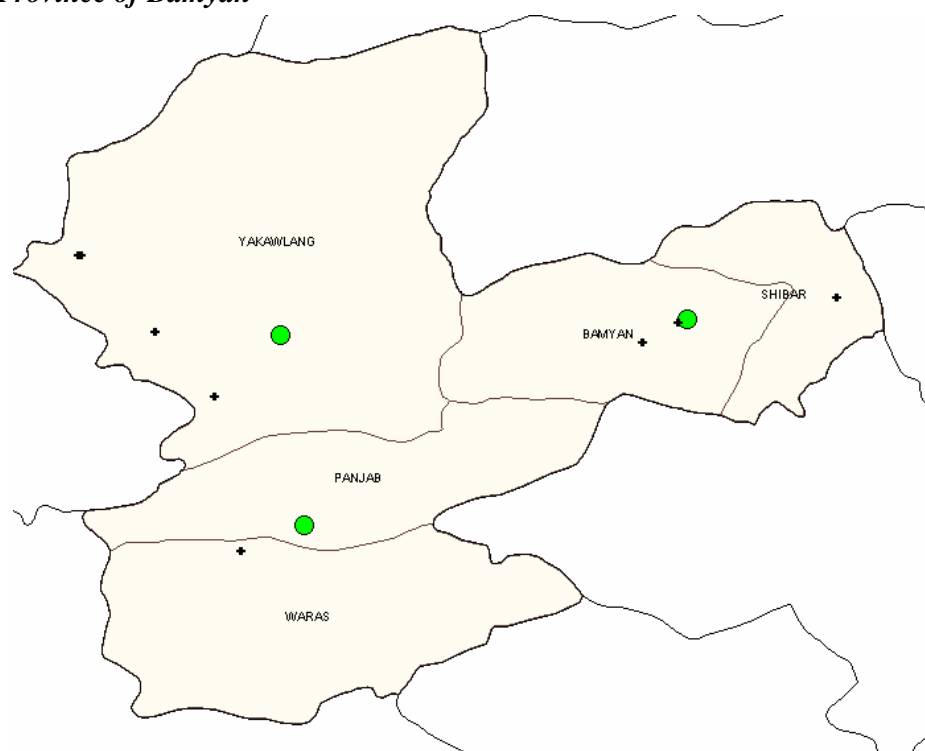 Province of Bamyan
YAKAWLANG
SHIBAR
BAMYAN
PANJAB
WARAS